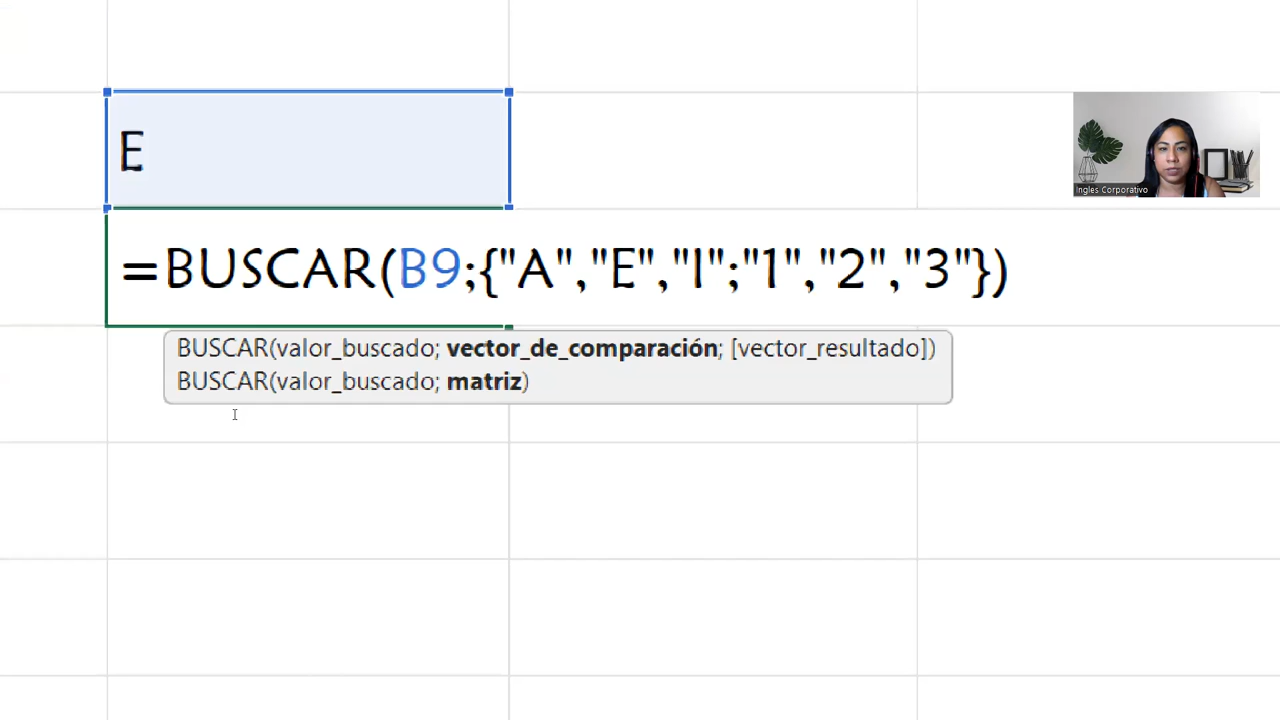 E
Ingles Corporativo
=BUSCAR(B9;{"A","E","I";"1","2","3"})
BUSCAR(valor_buscado; vector_de_comparación; [vector_resultado])
BUSCAR(valor_buscado; matriz)